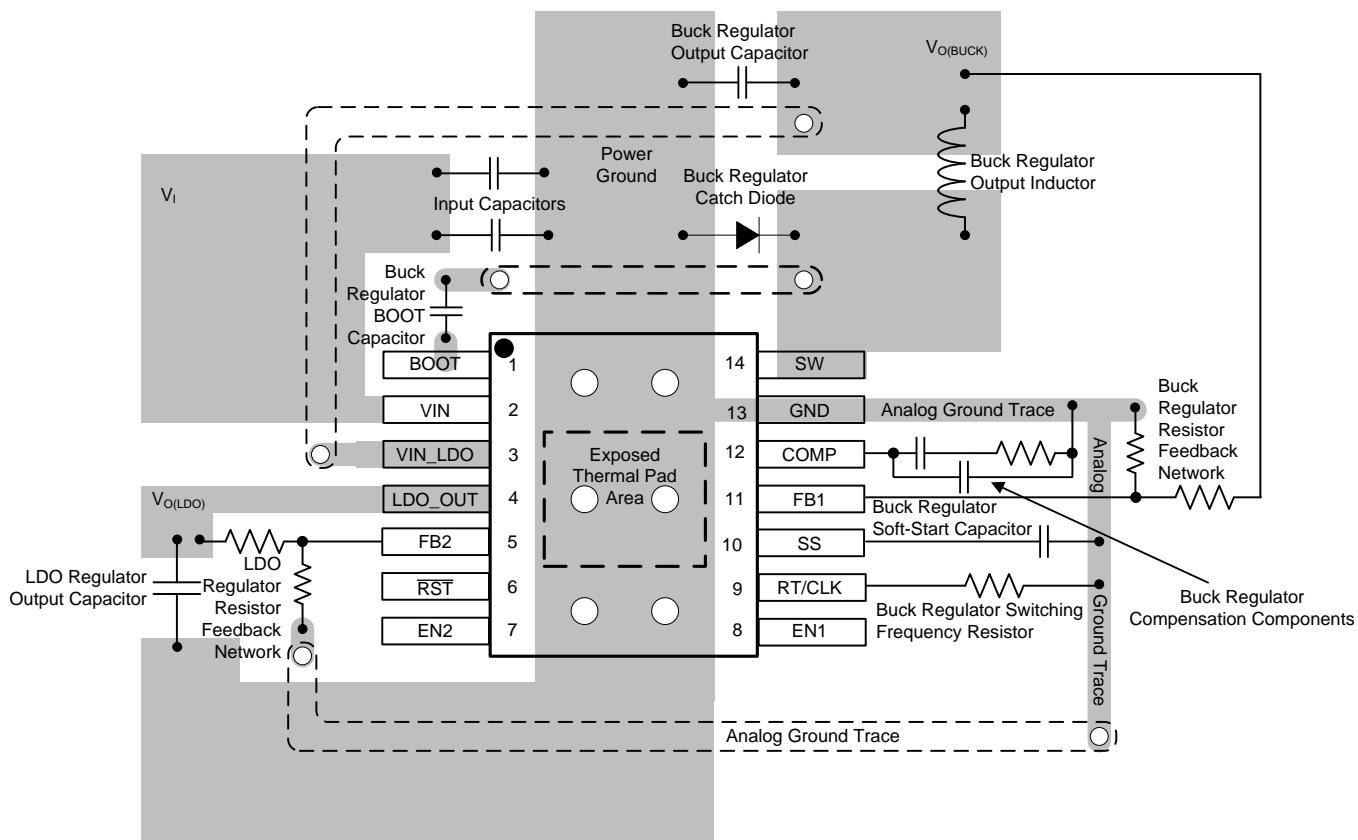 Buck Regulator
Output Capacitor
VO(BUCK)
Power
Ground
Buck Regulator
Catch Diode
Buck Regulator
Output Inductor
VI
Input Capacitors
Buck
Regulator
BOOT
Capacitor
BOOT
1
14
SW
VIN
2
13
GND
Analog Ground Trace
Buck
Regulator
Resistor
Feedback
Network
VIN_LDO
3
12
COMP
Exposed
Thermal Pad
Area
Analog
Ground Trace
VO(LDO)
LDO_OUT
4
11
FB1
Buck Regulator
Soft-Start Capacitor
FB2
5
10
SS
LDO Regulator
Output Capacitor
LDO
Regulator
Resistor
Feedback
Network
RST
6
9
RT/CLK
Buck Regulator Switching
Frequency Resistor
Buck Regulator
Compensation Components
EN2
7
8
EN1
Analog Ground Trace